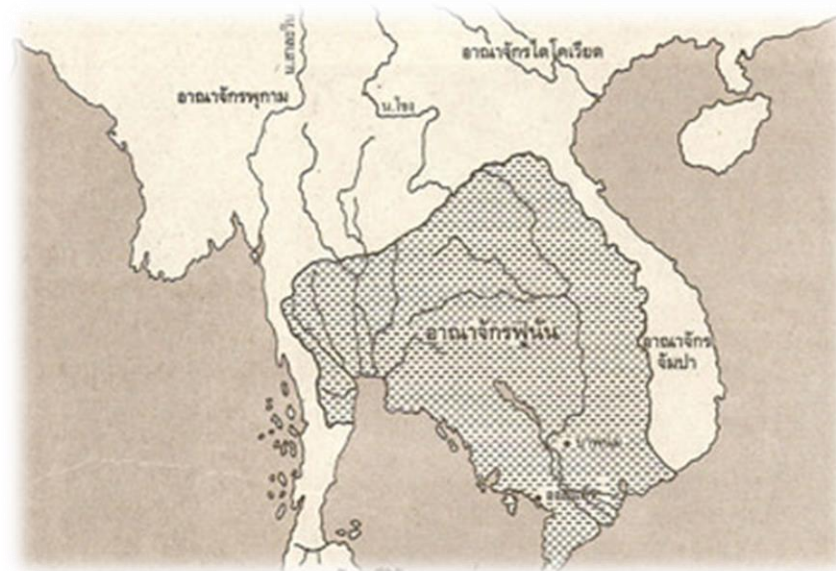 น.สาละวิน
อาณาจักรไดโคเวียด
อาณาจักรพุกาม
น.โขง
อาณาจักรฟูนัน
อาณาจักร
จัมปา